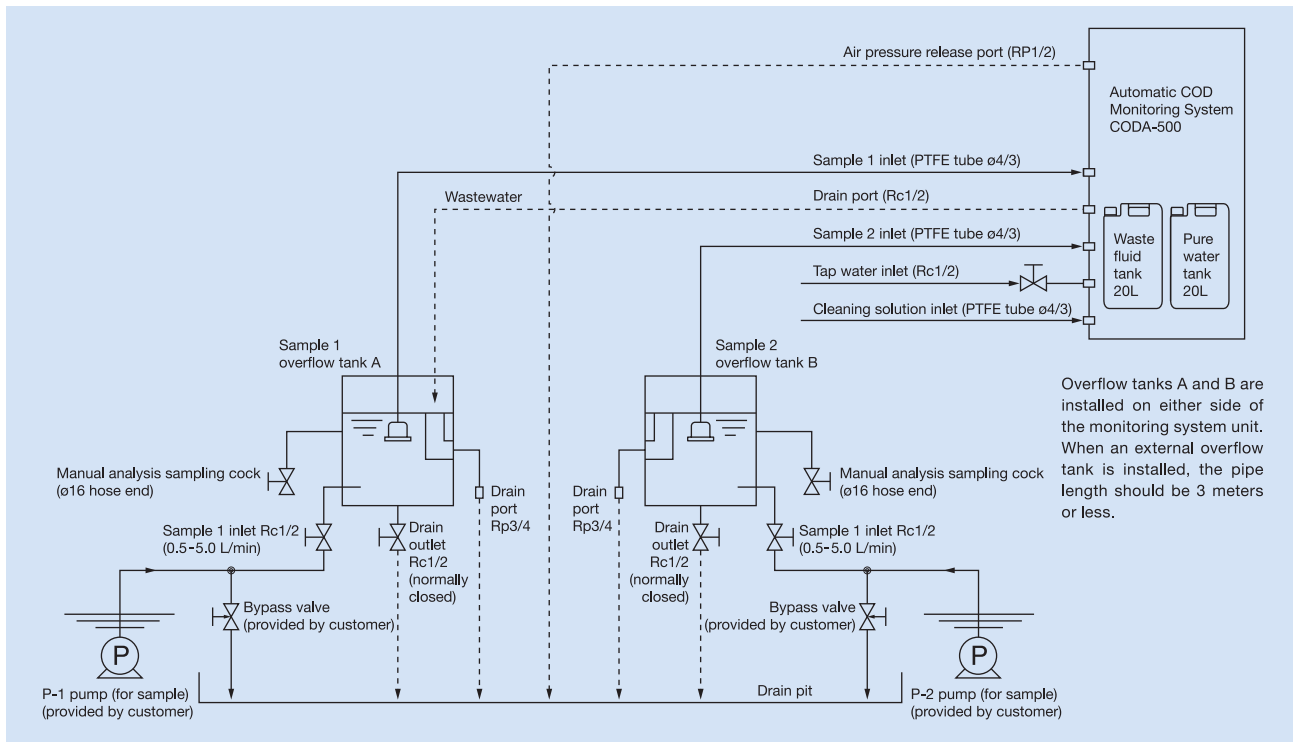 Air pressure release port (RP1/2)
Automatic COD
Monitoring System
CODA-500
Sample 1 inlet (PTFE tube ø4/3)
Wastewater
Drain port (Rc1/2)
Sample 2 inlet (PTFE tube ø4/3)
Tap water inlet (Rc1/2)
Cleaning solution inlet (PTFE tube ø4/3)
Waste
fluid
tank
20L
Pure
water
tank
20L
Sample 1
overflow tank A
Sample 2
overflow tank B
Overflow tanks A and B are
installed on either side of
the monitoring system unit.
When an external overflow
tank is installed, the pipe
length should be 3 meters
or less.
Manual analysis sampling cock
(ø16 hose end)
Drain
port
Rp3/4
Drain
port
Rp3/4
Manual analysis sampling cock
(ø16 hose end)
Sample 1 inlet Rc1/2
(0.5-5.0 L/min)
Drain
outlet
Rc1/2
(normally
closed)
Drain
outlet
Rc1/2
(normally
closed)
Sample 1 inlet Rc1/2
(0.5-5.0 L/min)
Bypass valve
(provided by customer)
Bypass valve
(provided by customer)
P
P
P-1 pump (for sample)
(provided by customer)
Drain pit
P-2 pump (for sample)
(provided by customer)